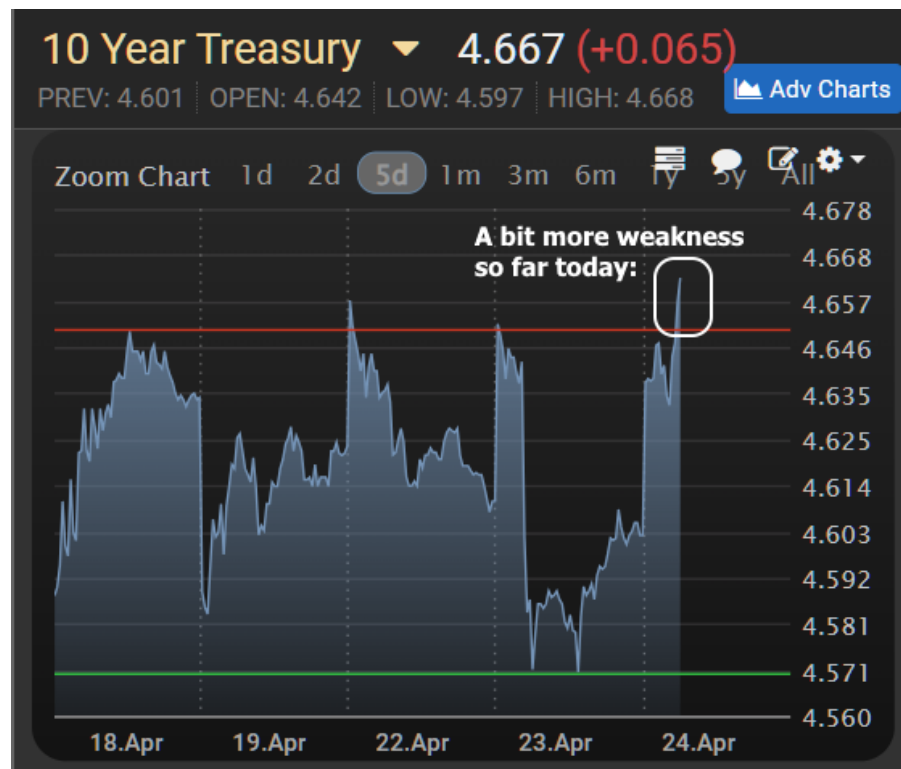 10 Year Treasury 4.667 (+0.065)
PREV: 4.601 OPEN: 4.642 LOW: 4.597 HIGH: 4.668
Adv Charts
Zoom Chart 1d 2d 5d 1m 3m 6m 1y 5y All
A bit more weakness
so far today:
4.678
4.668
4.657
4.646
4.635
4.625
4.614
4.603
4.592
4.581
4.571
4.560
18.Apr 19.Apr 22.Apr 23.Apr 24.Apr